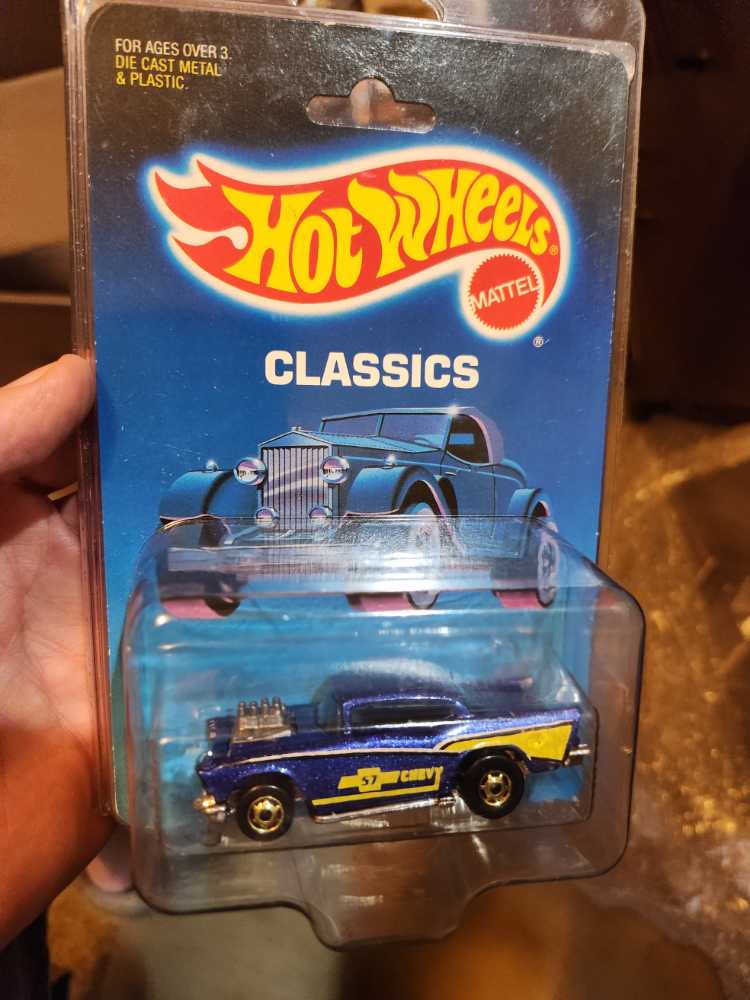 FOR AGES OVER 3.
DIE CAST METAL
& PLASTIC.
HOT WHEELS®
MATTEL
®
CLASSICS
57 CHEVY